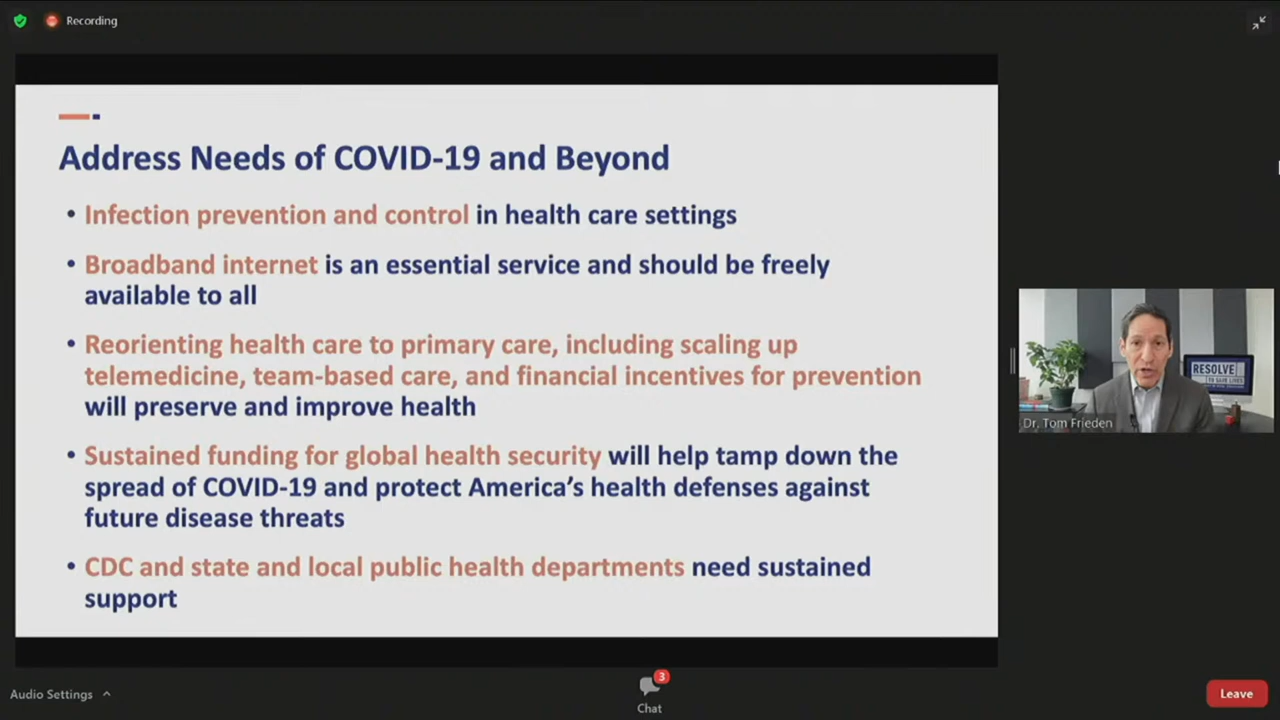 Recording
Address Needs of COVID-19 and Beyond
• Infection prevention and control in health care settings
• Broadband internet is an essential service and should be freely
available to all
• Reorienting health care to primary care, including scaling up
telemedicine, team-based care, and financial incentives for prevention
will preserve and improve health
• Sustained funding for global health security will help tamp down the
spread of COVID-19 and protect America's health defenses against
future disease threats
• CDC and state and local public health departments need sustained
support
RESOLVE
TO SAVE LIVES
Dr. Tom Frieden
Audio Settings
3
Chat
Leave